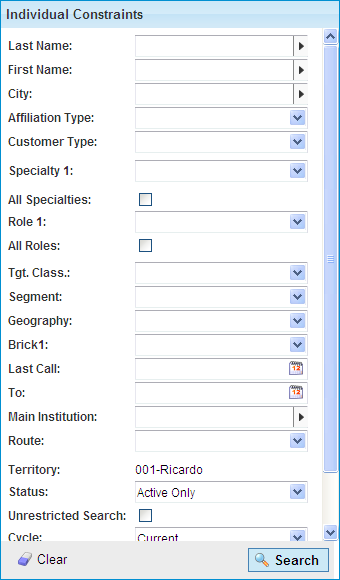 Individual Constraints
Last Name:
First Name:
City:
Affiliation Type:
Customer Type:
Specialty 1:
All Specialties:
Role 1:
All Roles:
Tgt. Class.:
Segment:
Geography:
Brick1:
Last Call: 12
To: 12
Main Institution:
Route:
Territory: 001-Ricardo
Status: Active Only
Unrestricted Search:
Cycle: Current
Clear Search